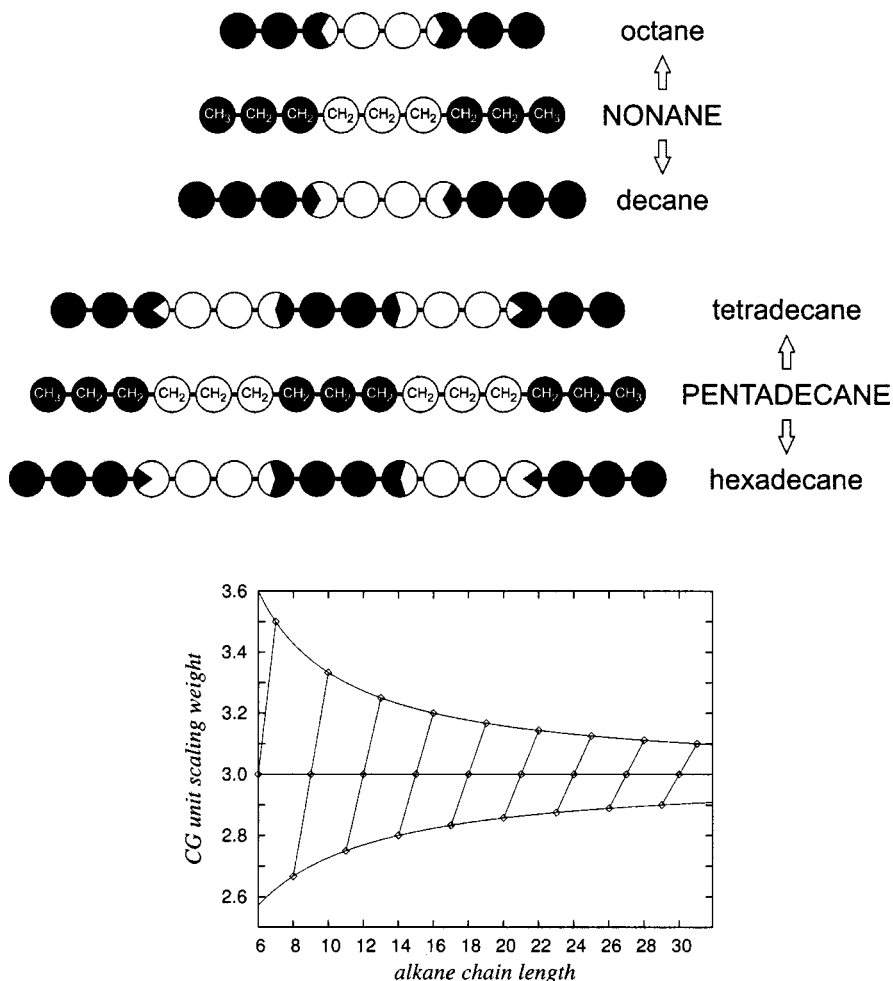 octane
CH3 CH2 CH2 CH2 CH2 CH2 CH2 CH2 CH3 NONANE
decane
tetradecane
CH3 CH2 CH2 CH2 CH2 CH2 CH2 CH2 CH2 CH2 CH2 CH2 CH2 CH2 CH3 PENTADECANE
hexadecane
3.6
3.4
3.2
3.0
2.8
2.6
CG unit scaling weight
6 8 10 12 14 16 18 20 22 24 26 28 30
alkane chain length